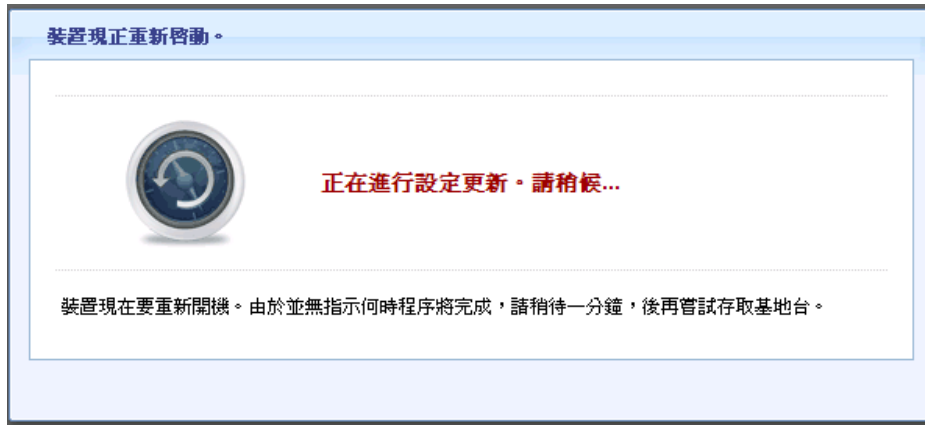 裝置現正重新啓動。
正在進行設定更新。請稍候...
裝置現在要重新開機。由於並無指示何時程序將完成,請稍待一分鐘,後再嘗試存取基地台。